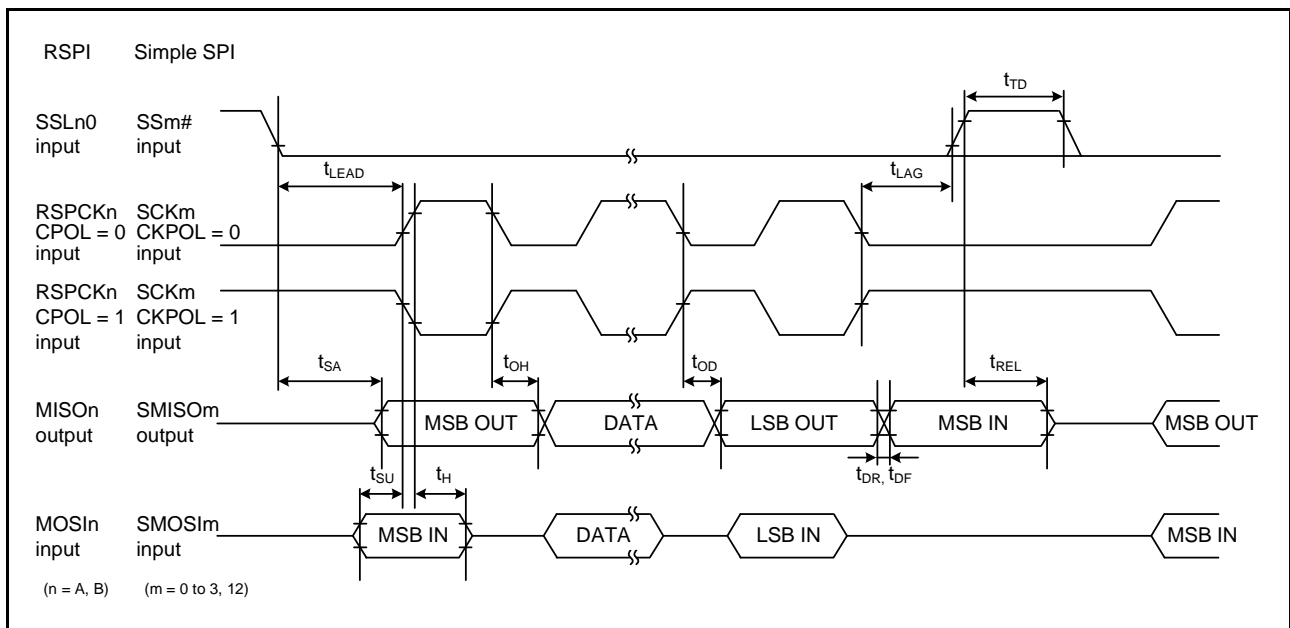 RSPI Simple SPI
tTD
SSLn0 SSm#
input input
tLEAD tLAG
RSPCKn SCKm
CPOL = 0 CKPOL = 0
input input
RSPCKn SCKm
CPOL = 1 CKPOL = 1
input input
tSA tOH tOD tREL
MISOn SMISOm
output output
MSB OUT DATA LSB OUT MSB IN MSB OUT
tSU tH tDR, tDF
MOSIn SMOSIm
input input
MSB IN DATA LSB IN MSB IN
(n = A, B) (m = 0 to 3, 12)